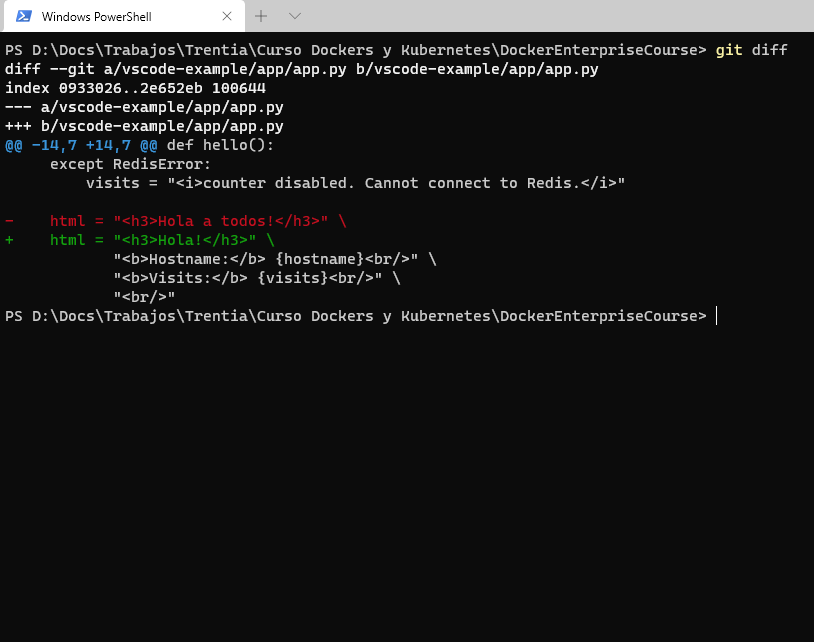 Windows PowerShell
PS D:\Docs\Trabajos\Trentia\Curso Dockers y Kubernetes\DockerEnterpriseCourse> git diff
diff --git a/vscode-example/app/app.py b/vscode-example/app/app.py
index 0933026..2e652eb 100644
--- a/vscode-example/app/app.py
+++ b/vscode-example/app/app.py
@@ -14,7 +14,7 @@ def hello():
     except RedisError:
         visits = "<i>counter disabled. Cannot connect to Redis.</i>"

-    html = "<h3>Hola a todos!</h3>" \
+    html = "<h3>Hola!</h3>" \
            "<b>Hostname:</b> {hostname}<br/>" \
            "<b>Visits:</b> {visits}<br/>" \
            "<br/>"
PS D:\Docs\Trabajos\Trentia\Curso Dockers y Kubernetes\DockerEnterpriseCourse>